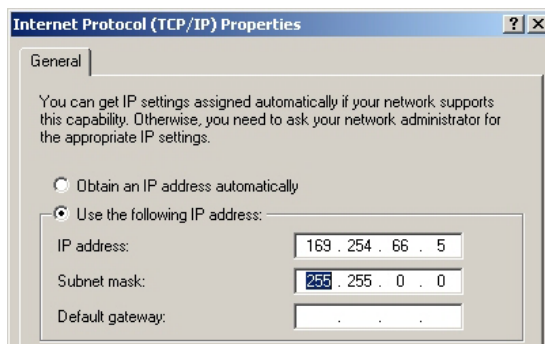 Internet Protocol (TCP/IP) Properties ? X
General
You can get IP settings assigned automatically if your network supports
this capability. Otherwise, you need to ask your network administrator for
the appropriate IP settings.
Obtain an IP address automatically
Use the following IP address:
IP address: 169 . 254 . 66 . 5
Subnet mask: 255 . 255 . 0 . 0
Default gateway: . . .